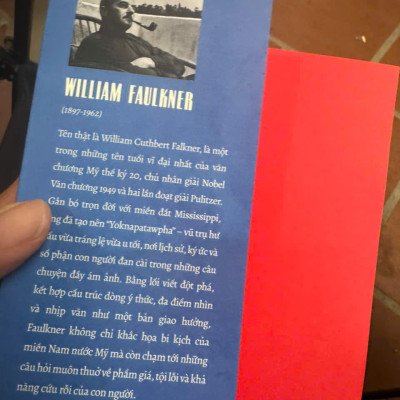 WILLIAM FAULKNER
(1897-1962)
Tên thật là William Cuthbert Falkner, là một
trong những tên tuổi vĩ đại nhất của văn
chương Mỹ thế kỷ 20, chủ nhân giải Nobel
Văn chương 1949 và hai lần đoạt giải Pulitzer.
Gắn bó trọn đời với miền đất Mississippi,
đã tạo nên “Yoknapatawpha” – vũ trụ hư
vừa tráng lệ vừa u tối, nơi lịch sử, ký ức và
số phận con người đan cài trong những câu
chuyện đầy ám ảnh. Bằng lối viết đột phá,
kết hợp cấu trúc dòng ý thức, đa điểm nhìn
và nhịp văn như một bản giao hưởng,
Faulkner không chỉ khắc họa bi kịch của
miền Nam nước Mỹ mà còn chạm tới những
câu hỏi muôn thuở về phẩm giá, tội lỗi và khả
năng cứu rỗi của con người.